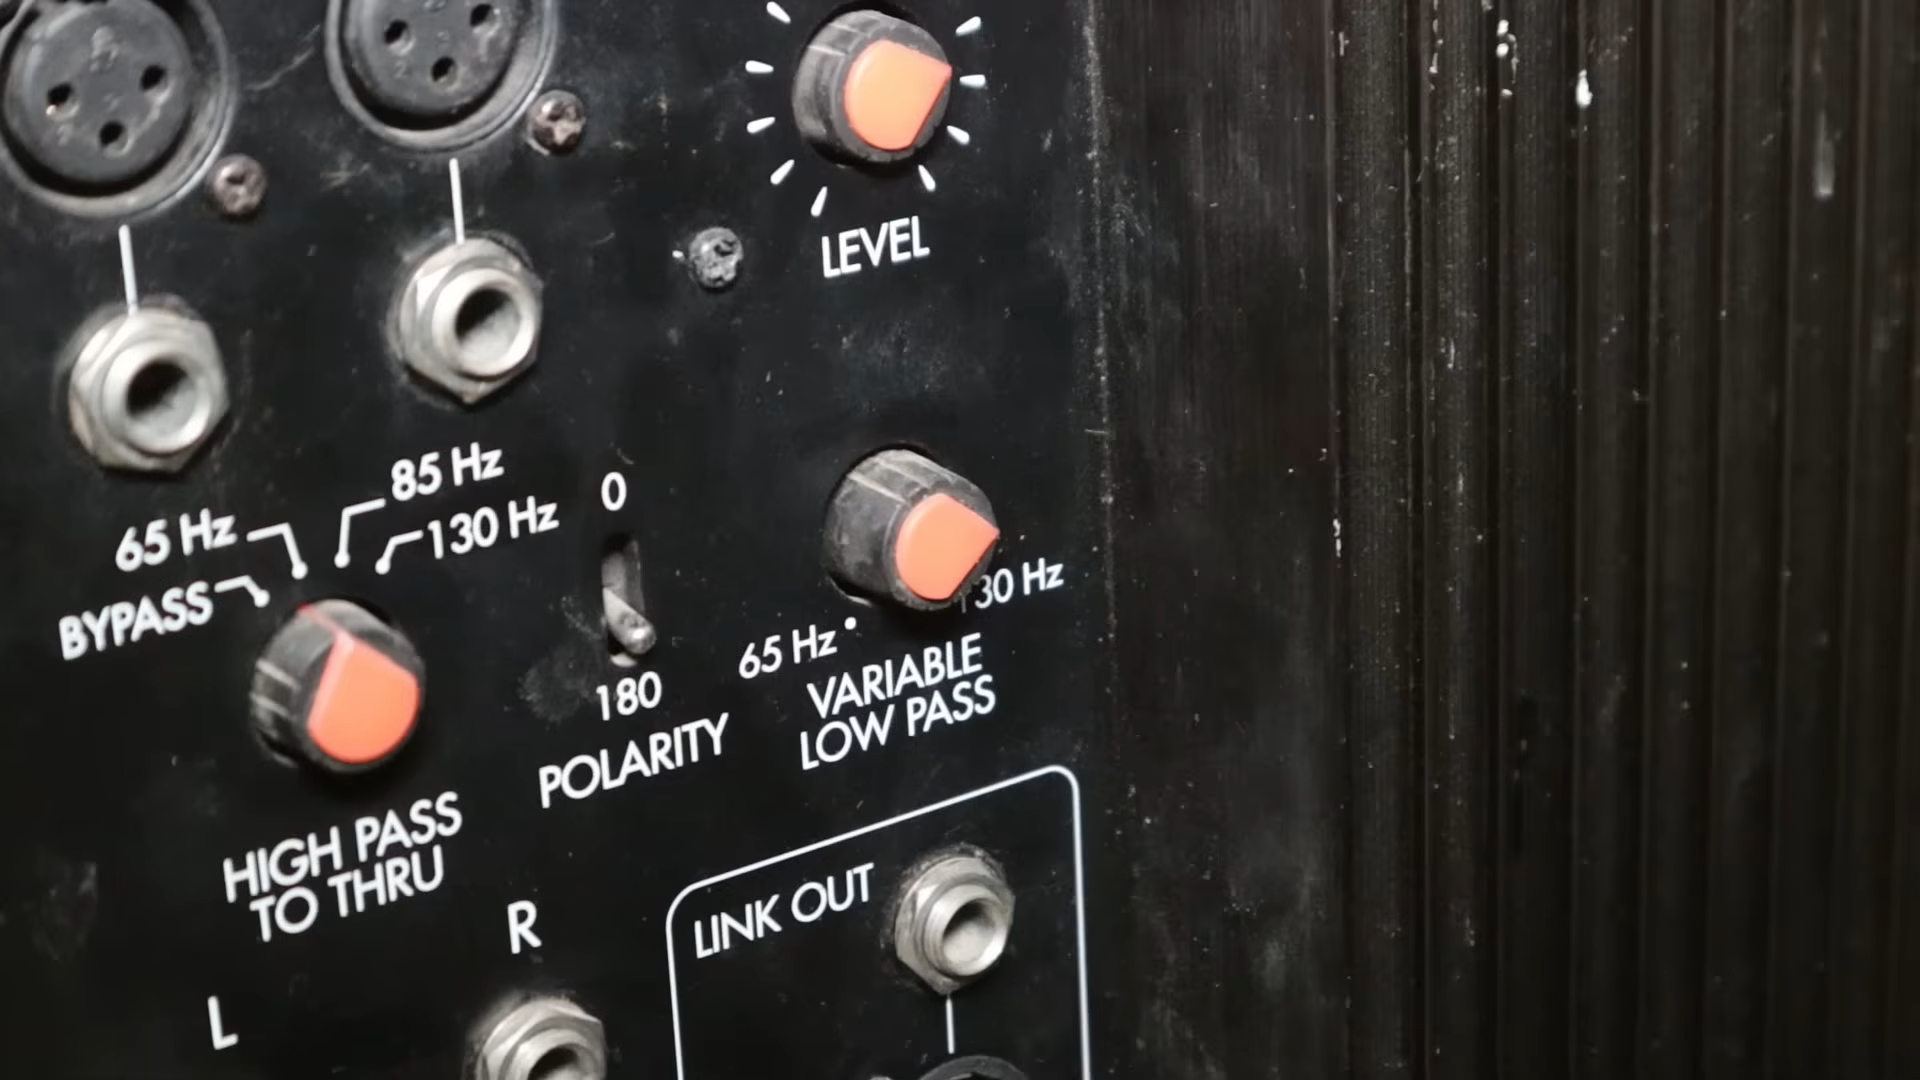 LEVEL
85 Hz
0
65 Hz
130 Hz
BYPASS
30 Hz
65 Hz
180
VARIABLE
LOW PASS
POLARITY
HIGH PASS
TO THRU
R
LINK OUT
L